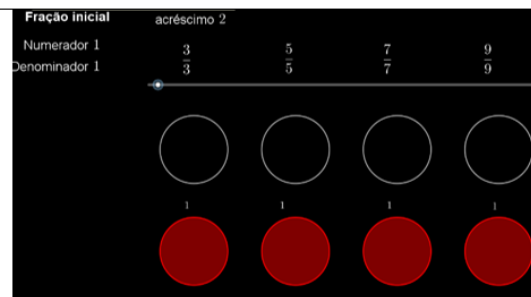 Fração inicial
acréscimo 2
Numerador 1
Denominador 1
3/3 5/5 7/7 9/9
1 1 1 1